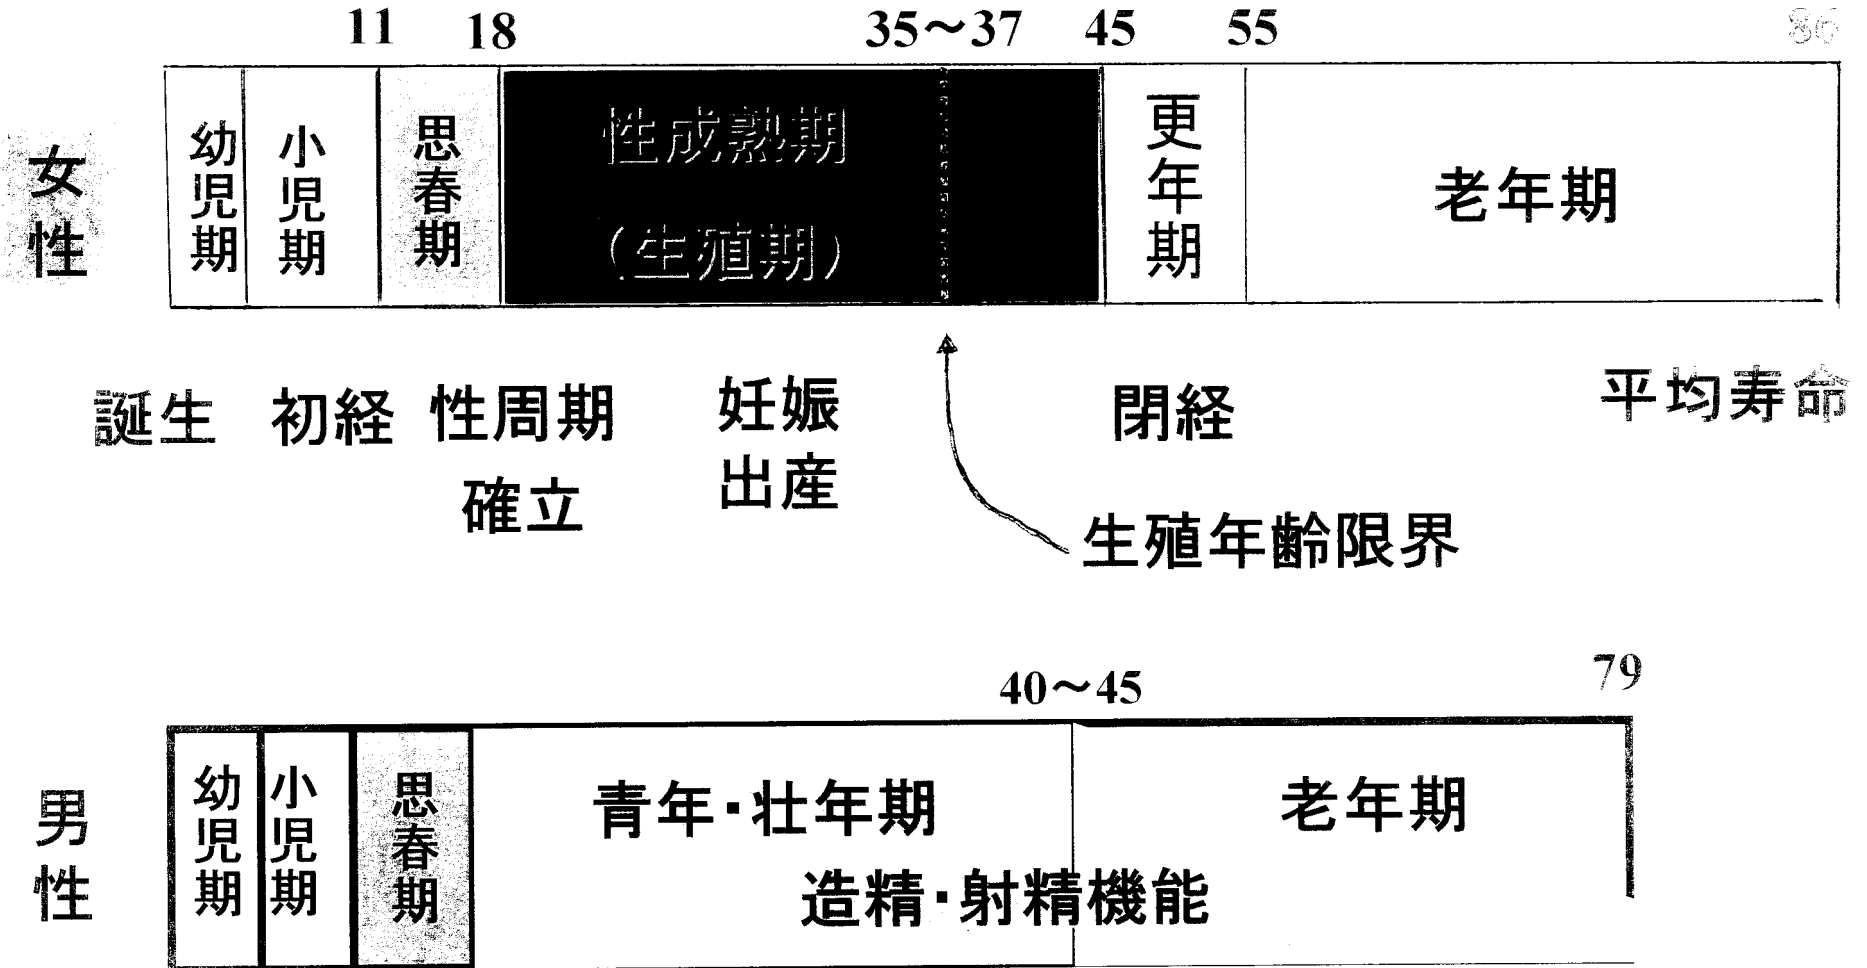 11 18 35～37 45 55 86
女性
幼児期
小児期
思春期
性成熟期
（生殖期）
更年期
老年期
誕生 初経 性周期 妊娠 閉経 平均寿命
確立 出産
生殖年齢限界
40～45 79
男性
幼児期
小児期
思春期
青年・壮年期
老年期
造精・射精機能